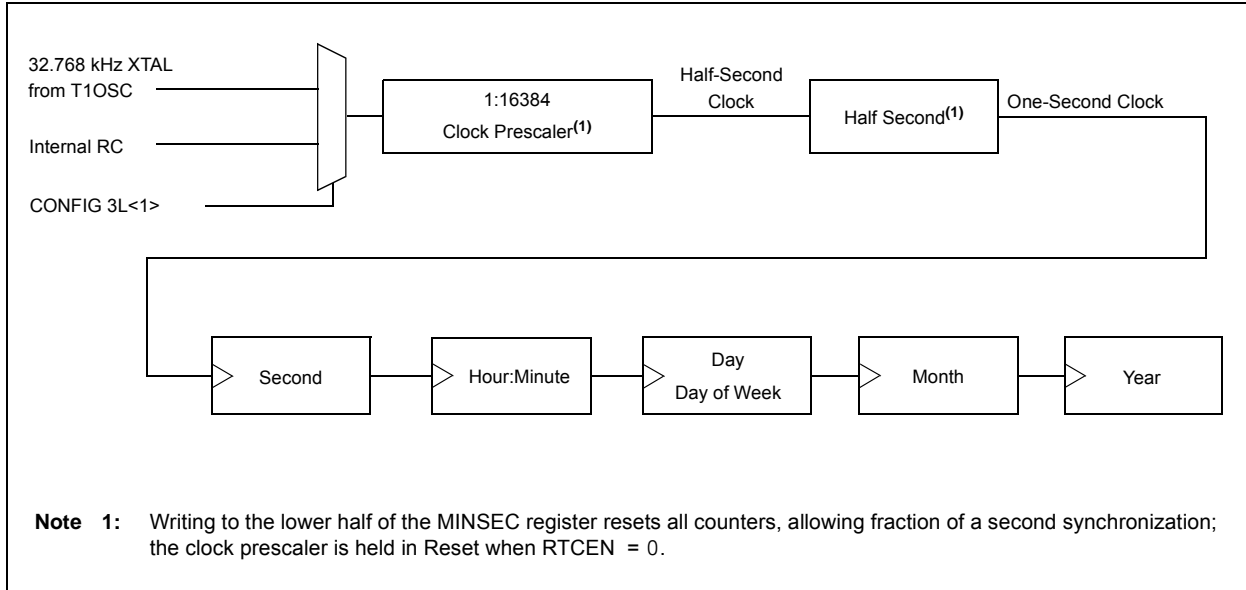 32.768 kHz XTAL
from T1OSC
Internal RC
CONFIG 3L<1>
1:16384
Clock Prescaler(1)
Half-Second
Clock
Half Second(1)
One-Second Clock
Second
Hour:Minute
Day
Day of Week
Month
Year
Note 1: Writing to the lower half of the MINSEC register resets all counters, allowing fraction of a second synchronization;
the clock prescaler is held in Reset when RTCEN = 0.